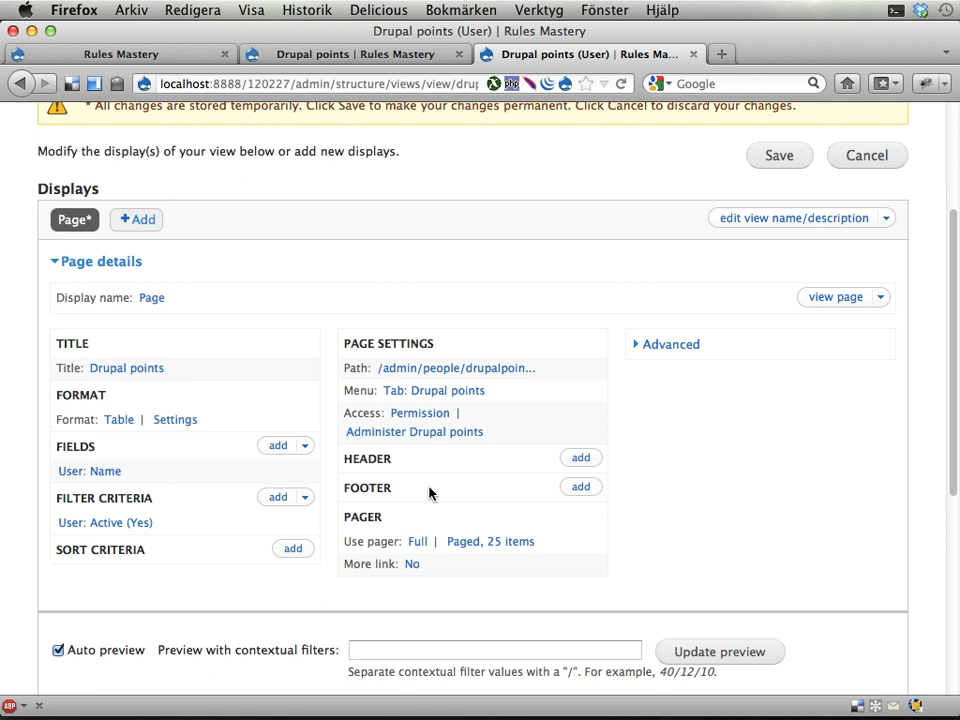 Firefox Arkiv Redigera Visa Historik Delicious Bokmärken Verktyg Fönster Hjälp
Drupal points (User) | Rules Mastery
Rules Mastery
Drupal points | Rules Mastery
Drupal points (User) | Rules Ma...
localhost:8888/120227/admin/structure/views/view/dru
php
Google
* All changes are stored temporarily. Click Save to make your changes permanent. Click Cancel to discard your changes.
Modify the display(s) of your view below or add new displays.
Save
Cancel
Displays
Page*
+ Add
edit view name/description
Page details
Display name: Page
view page
TITLE
Title: Drupal points
FORMAT
Format: Table | Settings
FIELDS
add
User: Name
FILTER CRITERIA
add
User: Active (Yes)
SORT CRITERIA
add
PAGE SETTINGS
Path: /admin/people/drupalpoin...
Menu: Tab: Drupal points
Access: Permission |
Administer Drupal points
HEADER
add
FOOTER
add
PAGER
Use pager: Full | Paged, 25 items
More link: No
Advanced
Auto preview
Preview with contextual filters:
Update preview
Separate contextual filter values with a "/". For example, 40/12/10.
ABP